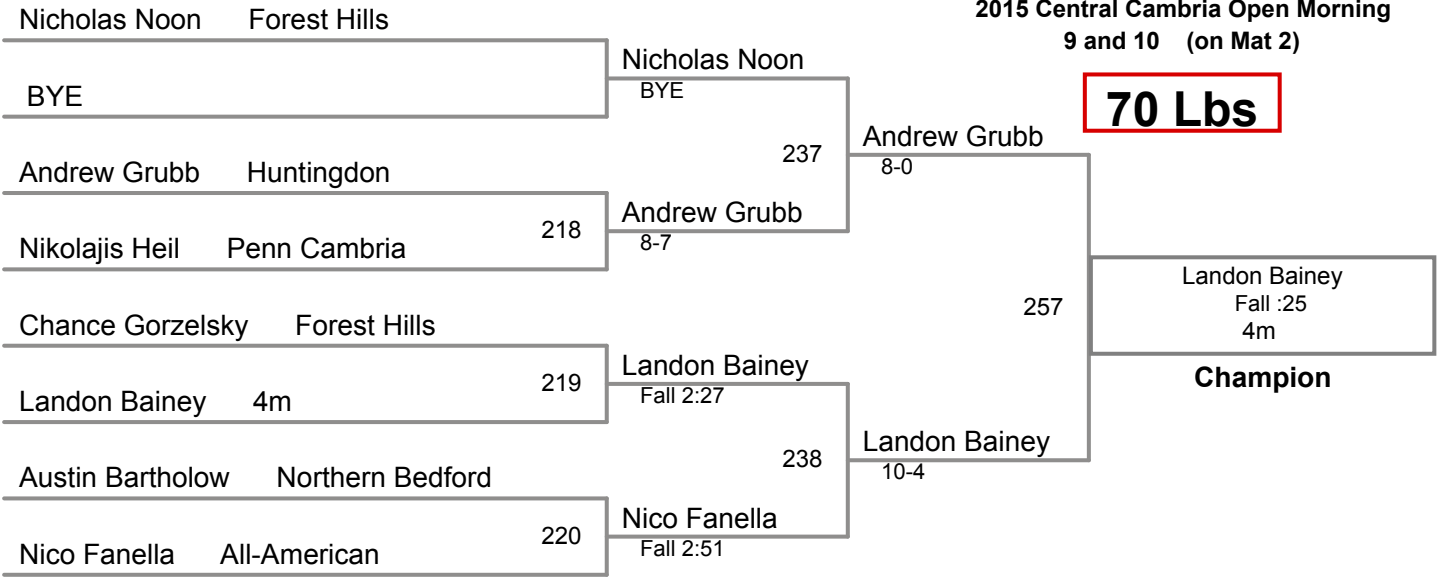 2015 Central Cambria Open Morning
9 and 10 (on Mat 2)
70 Lbs
Nicholas Noon Forest Hills
BYE
Andrew Grubb Huntingdon
Nikolajis Heil Penn Cambria
218
Chance Gorzelsky Forest Hills
Landon Bainey 4m
219
Austin Bartholow Northern Bedford
Nico Fanella All-American
220
Nicholas Noon
BYE
237
Andrew Grubb
8-7
Landon Bainey
Fall 2:27
238
Nico Fanella
Fall 2:51
Andrew Grubb
8-0
257
Landon Bainey
10-4
Landon Bainey
Fall :25
4m
Champion